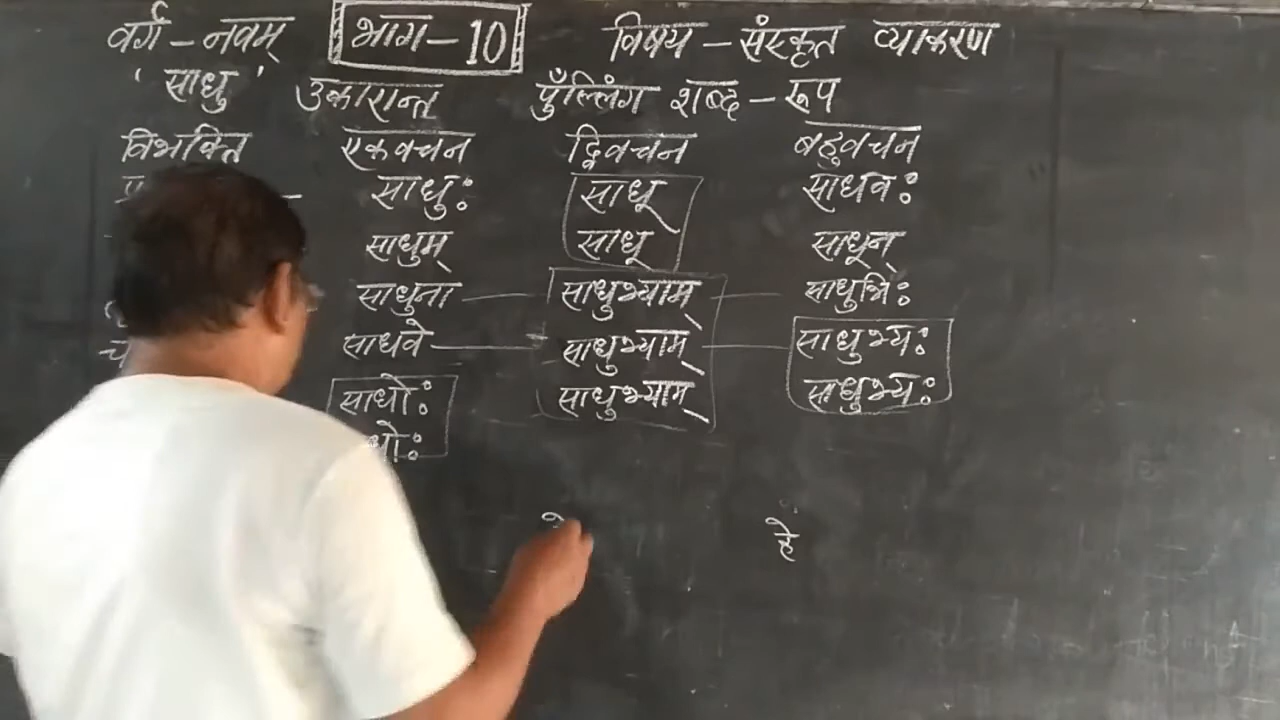 वर्ग - नवम् भाग - 10 विषय - संस्कृत व्याकरण
'साधु' उकारान्त पुँल्लिंग शब्द - रूप
विभक्ति एकवचन द्विवचन बहुवचन
साधुः साधू साधवः
साधुम् साधू साधून्
साधुना — साधुभ्याम् — साधुभिः
साधवे — साधुभ्याम् — साधुभ्यः
साधोः साधुभ्याम् साधुभ्यः
हे